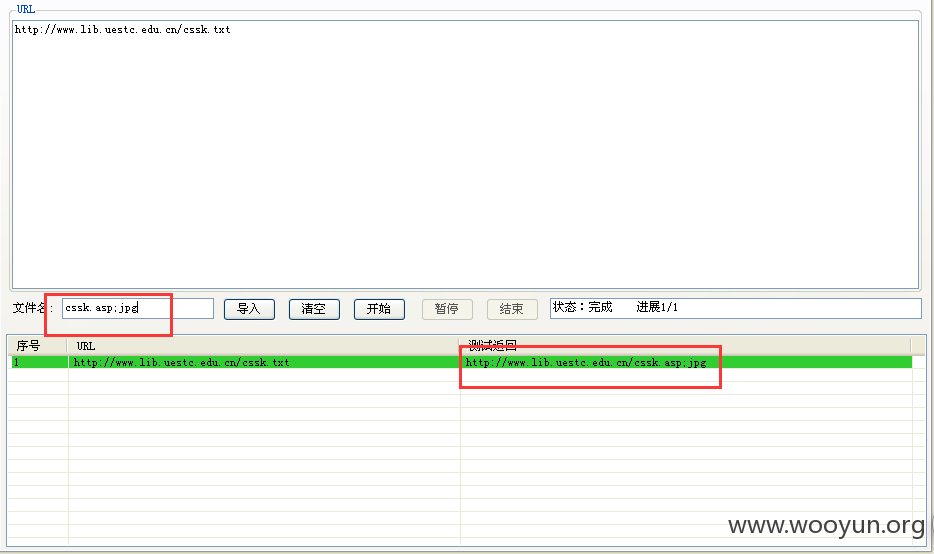 URL
http://www.lib.uestc.edu.cn/cssk.txt
文件名: cssk.asp;jpg 导入 清空 开始 暂停 结束 状态：完成 进展1/1
序号 URL 测试返回
1 http://www.lib.uestc.edu.cn/cssk.txt http://www.lib.uestc.edu.cn/cssk.asp;jpg
www.wooyun.org